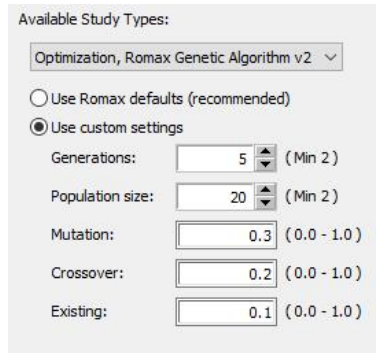 Available Study Types:
Optimization, Romax Genetic Algorithm v2
Use Romax defaults (recommended)
Use custom settings
Generations: 5 ( Min 2 )
Population size: 20 ( Min 2 )
Mutation: 0.3 ( 0.0 - 1.0 )
Crossover: 0.2 ( 0.0 - 1.0 )
Existing: 0.1 ( 0.0 - 1.0 )